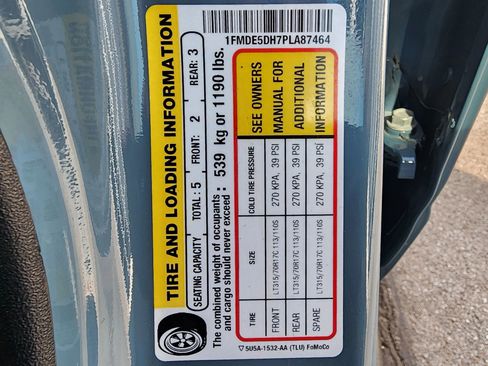 1FMDE5DH7PLA87464
TIRE AND LOADING INFORMATION
SEATING CAPACITY TOTAL: 5 FRONT: 2 REAR: 3
The combined weight of occupants
and cargo should never exceed : 539 kg or 1190 lbs.
TIRE SIZE COLD TIRE PRESSURE
FRONT LT315/70R17C 113/110S 270 KPA, 39 PSI
REAR LT315/70R17C 113/110S 270 KPA, 39 PSI
SPARE LT315/70R17C 113/110S 270 KPA, 39 PSI
SEE OWNERS
MANUAL FOR
ADDITIONAL
INFORMATION
▽ 5U5A-1532-AA (TLU) FoMoCo